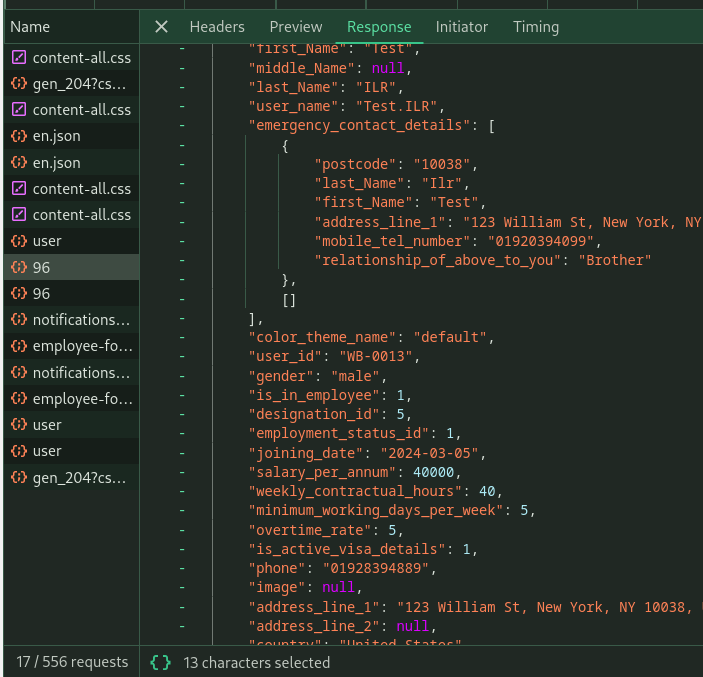 Name
Headers Preview Response Initiator Timing
content-all.css
gen_204?cs...
content-all.css
en.json
en.json
content-all.css
content-all.css
user
96
96
notifications...
employee-fo...
notifications...
employee-fo...
user
user
gen_204?cs...
17 / 556 requests
- "first_Name": "Test",
- "middle_Name": null,
- "last_Name": "ILR",
- "user_name": "Test.ILR",
- "emergency_contact_details": [
- {
- "postcode": "10038",
- "last_Name": "Ilr",
- "first_Name": "Test",
- "address_line_1": "123 William St, New York, NY
- "mobile_tel_number": "01920394099",
- "relationship_of_above_to_you": "Brother"
- },
- []
- ],
- "color_theme_name": "default",
- "user_id": "WB-0013",
- "gender": "male",
- "is_in_employee": 1,
- "designation_id": 5,
- "employment_status_id": 1,
- "joining_date": "2024-03-05",
- "salary_per_annum": 40000,
- "weekly_contractual_hours": 40,
- "minimum_working_days_per_week": 5,
- "overtime_rate": 5,
- "is_active_visa_details": 1,
- "phone": "01928394889",
- "image": null,
- "address_line_1": "123 William St, New York, NY 10038,
- "address_line_2": null,
- "country": "United States",
{} 13 characters selected